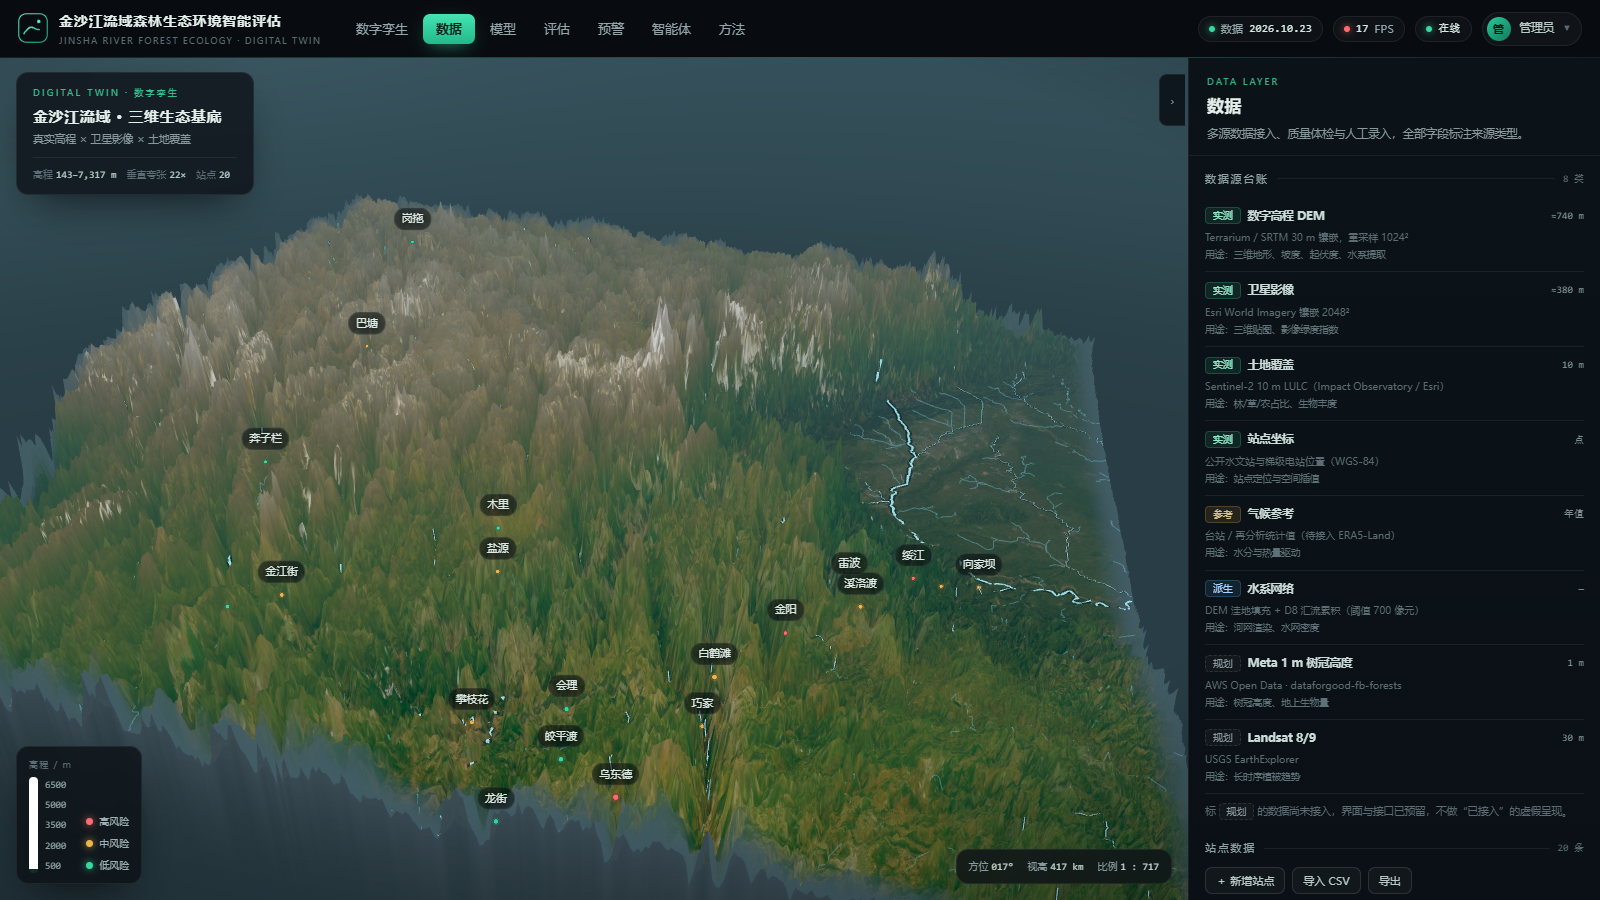 金沙江流域森林生态环境智能评估
JINSHA RIVER FOREST ECOLOGY · DIGITAL TWIN
数字孪生
数据
模型
评估
预警
智能体
方法
数据 2026.10.23
17 FPS
在线
管
管理员
DIGITAL TWIN · 数字孪生
金沙江流域 • 三维生态基底
真实高程 × 卫星影像 × 土地覆盖
高程 143–7,317 m 垂直夸张 22× 站点 20
岗拖
巴塘
奔子栏
木里
盐源
金江街
雷波
绥江
向家坝
溪洛渡
金阳
白鹤滩
会理
攀枝花
巧家
皎平渡
乌东德
龙街
高程 / m
6500
5000
3500
2000
500
高风险
中风险
低风险
方位 017° 视高 417 km 比例 1 : 717
DATA LAYER
数据
多源数据接入、质量体检与人工录入，全部字段标注来源类型。
数据源台账
8 类
实测 数字高程 DEM ≈740 m
Terrarium / SRTM 30 m 镶嵌，重采样 1024²
用途：三维地形、坡度、起伏度、水系提取
实测 卫星影像 ≈380 m
Esri World Imagery 镶嵌 2048²
用途：三维贴图、影像绿度指数
实测 土地覆盖 10 m
Sentinel-2 10 m LULC（Impact Observatory / Esri）
用途：林/草/农占比、生物丰度
实测 站点坐标 点
公开水文站与梯级电站位置（WGS-84）
用途：站点定位与空间插值
参考 气候参考 年值
台站 / 再分析统计值（待接入 ERA5-Land）
用途：水分与热量驱动
派生 水系网络 —
DEM 洼地填充 + D8 汇流累积（阈值 700 像元）
用途：河网渲染、水网密度
规划 Meta 1 m 树冠高度 1 m
AWS Open Data · dataforgood-fb-forests
用途：树冠高度、地上生物量
规划 Landsat 8/9 30 m
USGS EarthExplorer
用途：长时序植被趋势
标 规划 的数据尚未接入，界面与接口已预留，不做“已接入”的虚假呈现。
站点数据
20 条
+ 新增站点
导入 CSV
导出